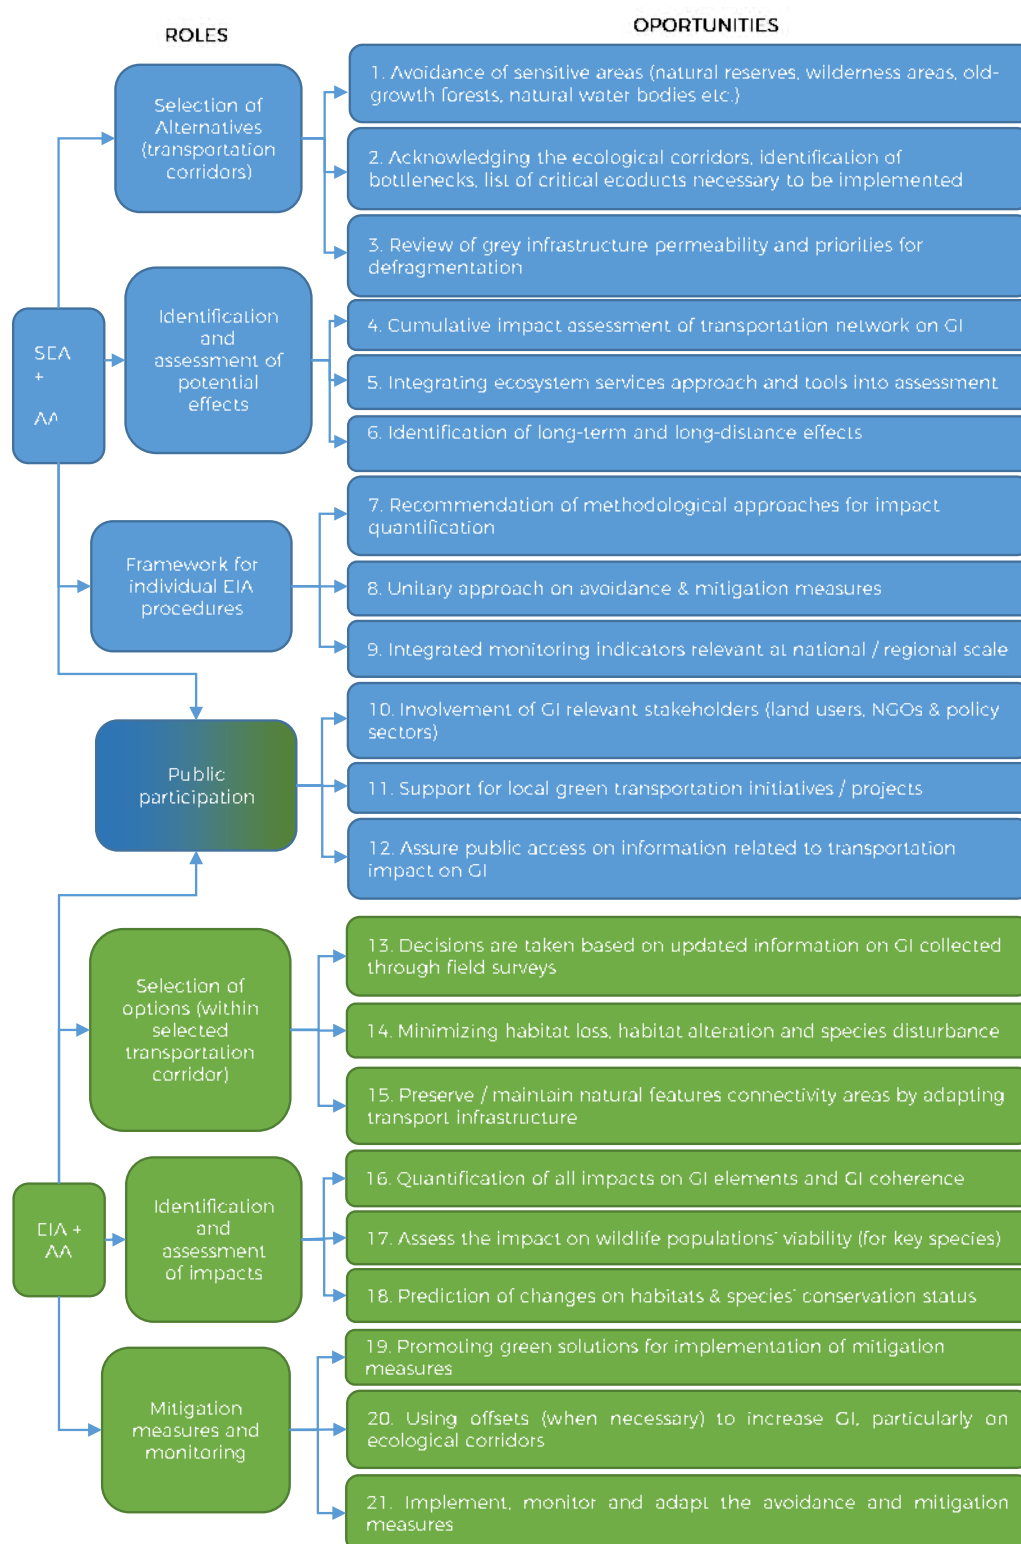 ROLES
OPORTUNITIES
Selection of
Alternatives
(transportation
corridors)
1. Avoidance of sensitive areas (natural reserves, wilderness areas, old-
growth forests, natural water bodies etc.)
2. Acknowledging the ecological corridors, identification of
bottlenecks, list of critical ecoducts necessary to be implemented
3. Review of grey infrastructure permeability and priorities for
defragmentation
SEA
+
AA
Identification
and
assessment of
potential
effects
4. Cumulative impact assessment of transportation network on GI
5. Integrating ecosystem services approach and tools into assessment
6. Identification of long-term and long-distance effects
Framework for
individual EIA
procedures
7. Recommendation of methodological approaches for impact
quantification
8. Unitary approach on avoidance & mitigation measures
9. Integrated monitoring indicators relevant at national / regional scale
Public
participation
10. Involvement of GI relevant stakeholders (land users, NGOs & policy
sectors)
11. Support for local green transportation initiatives / projects
12. Assure public access on information related to transportation
impact on GI
Selection of
options (within
selected
transportation
corridor)
13. Decisions are taken based on updated information on GI collected
through field surveys
14. Minimizing habitat loss, habitat alteration and species disturbance
15. Preserve / maintain natural features connectivity areas by adapting
transport infrastructure
EIA +
AA
Identification
and
assessment
of impacts
16. Quantification of all impacts on GI elements and GI coherence
17. Assess the impact on wildlife populations' viability (for key species)
18. Prediction of changes on habitats & species' conservation status
Mitigation
measures and
monitoring
19. Promoting green solutions for implementation of mitigation
measures
20. Using offsets (when necessary) to increase GI, particularly on
ecological corridors
21. Implement, monitor and adapt the avoidance and mitigation
measures